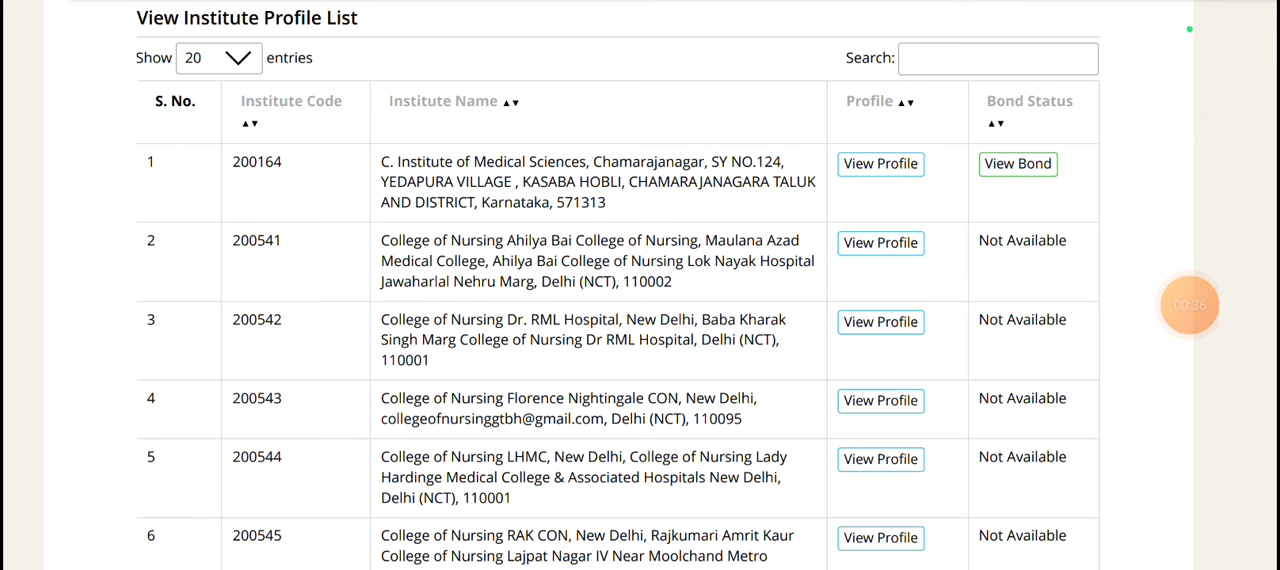 View Institute Profile List
Show 20 entries Search:
S. No. Institute Code ▲▼ Institute Name ▲▼ Profile ▲▼ Bond Status ▲▼
1 200164 C. Institute of Medical Sciences, Chamarajanagar, SY NO.124, View Profile View Bond
YEDAPURA VILLAGE , KASABA HOBLI, CHAMARAJANAGARA TALUK
AND DISTRICT, Karnataka, 571313
2 200541 College of Nursing Ahilya Bai College of Nursing, Maulana Azad View Profile Not Available
Medical College, Ahilya Bai College of Nursing Lok Nayak Hospital
Jawaharlal Nehru Marg, Delhi (NCT), 110002
3 200542 College of Nursing Dr. RML Hospital, New Delhi, Baba Kharak View Profile Not Available
Singh Marg College of Nursing Dr RML Hospital, Delhi (NCT),
110001
00:36
4 200543 College of Nursing Florence Nightingale CON, New Delhi, View Profile Not Available
collegeofnursinggtbh@gmail.com, Delhi (NCT), 110095
5 200544 College of Nursing LHMC, New Delhi, College of Nursing Lady View Profile Not Available
Hardinge Medical College & Associated Hospitals New Delhi,
Delhi (NCT), 110001
6 200545 College of Nursing RAK CON, New Delhi, Rajkumari Amrit Kaur View Profile Not Available
College of Nursing Lajpat Nagar IV Near Moolchand Metro